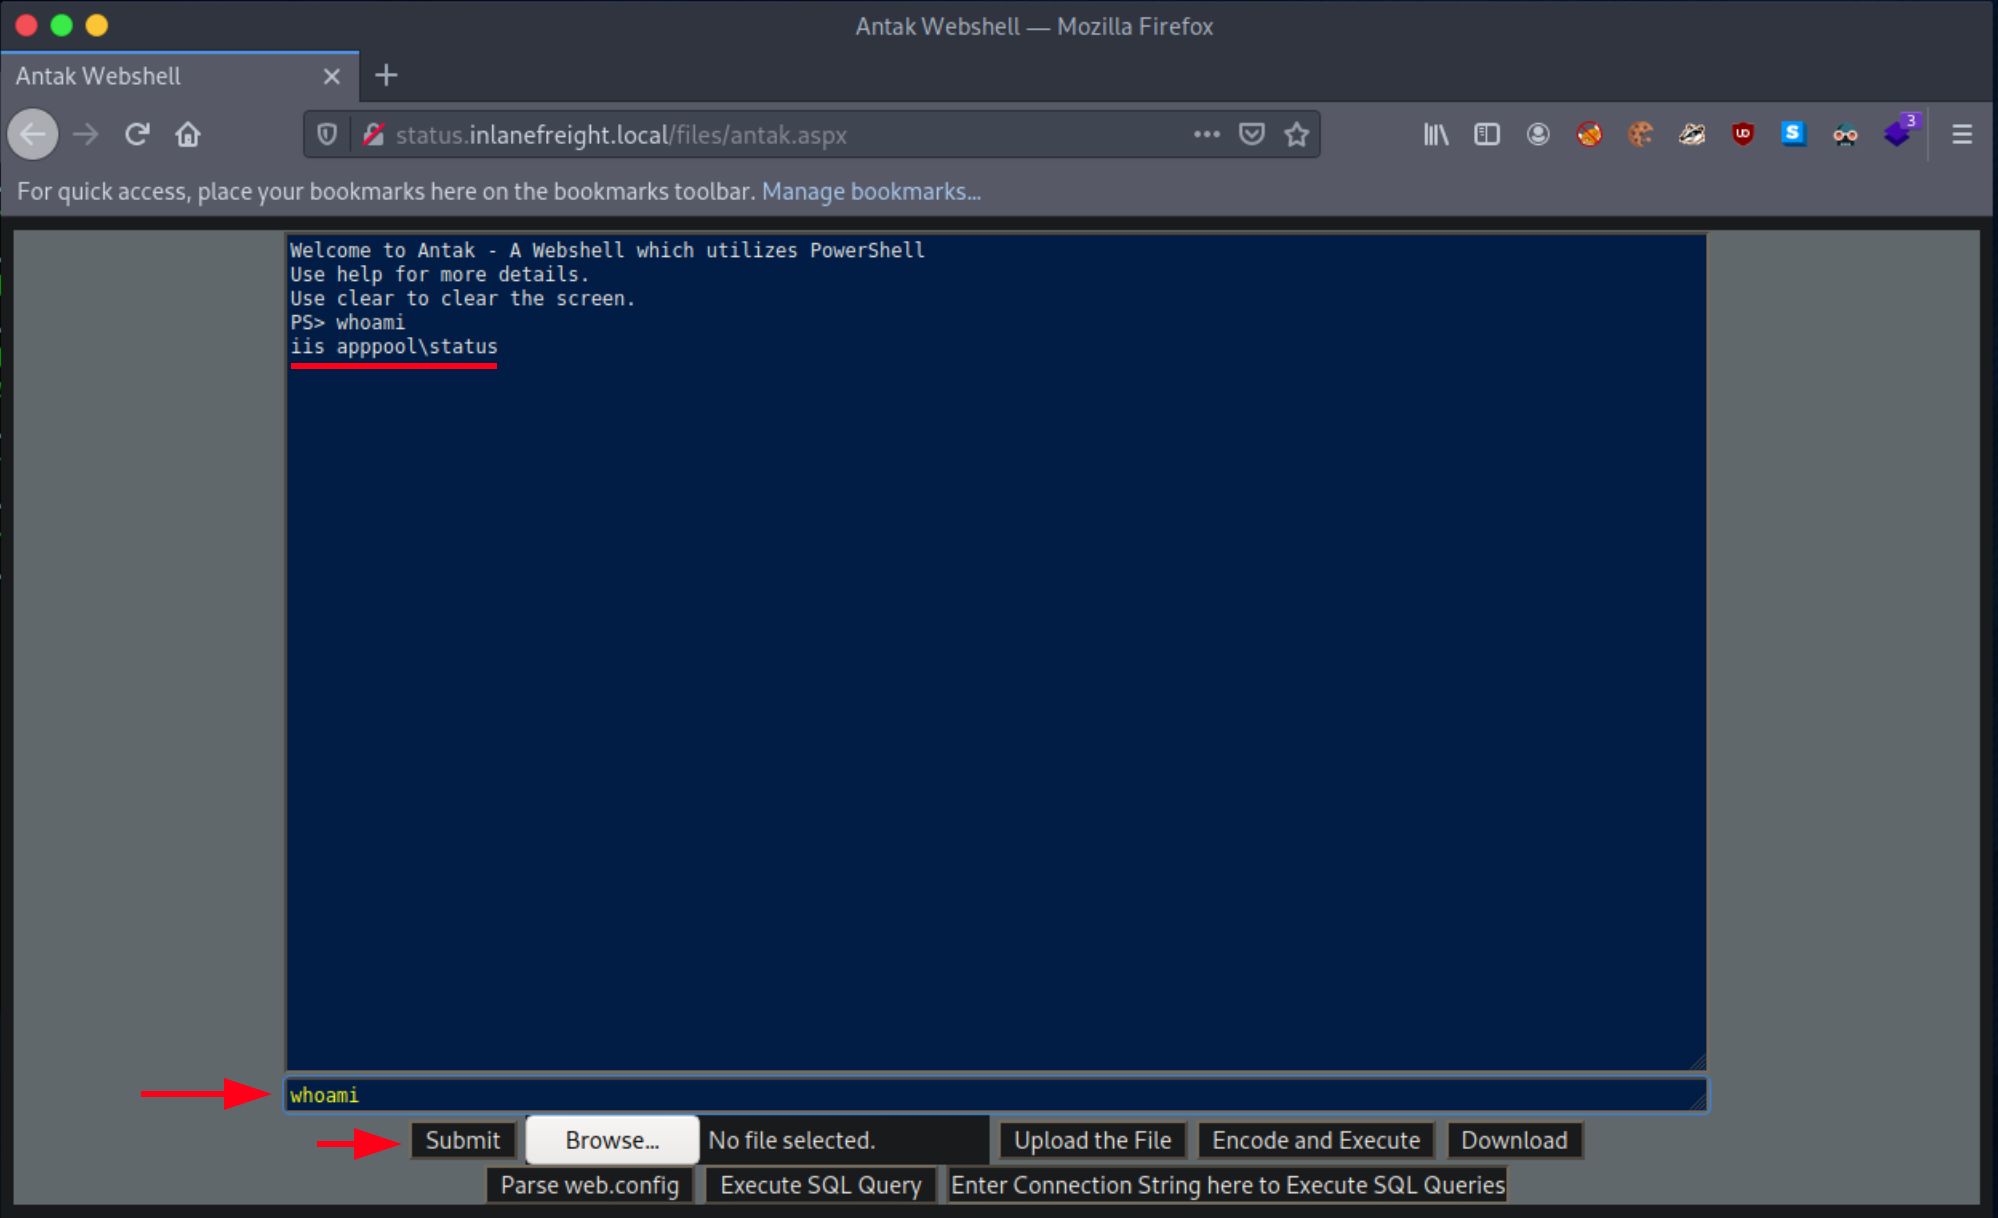 Antak Webshell — Mozilla Firefox
Antak Webshell
status.inlanefreight.local/files/antak.aspx
S
3
For quick access, place your bookmarks here on the bookmarks toolbar. Manage bookmarks...
Welcome to Antak - A Webshell which utilizes PowerShell
Use help for more details.
Use clear to clear the screen.
PS> whoami
iis apppool\status
whoami
Submit Browse... No file selected. Upload the File Encode and Execute Download
Parse web.config Execute SQL Query Enter Connection String here to Execute SQL Queries